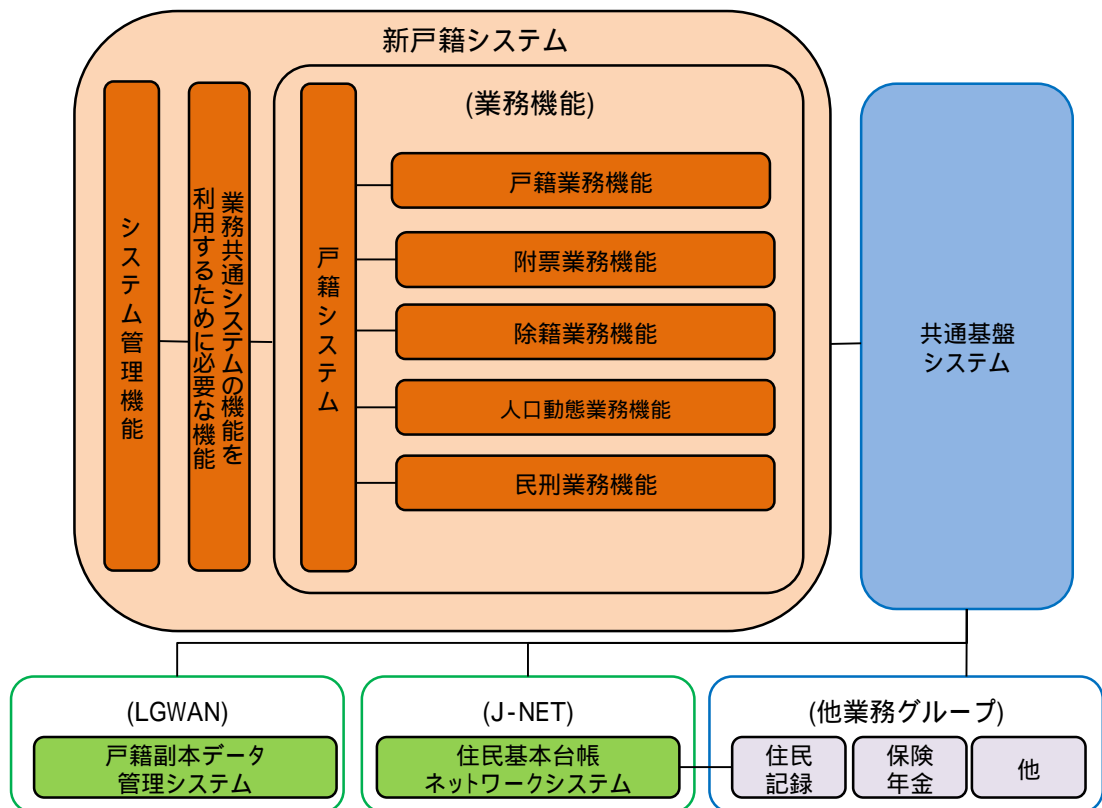 新戸籍システム
(業務機能)
システム管理機能
業務共通システムの機能を
利用するために必要な機能
戸籍システム
戸籍業務機能
附票業務機能
除籍業務機能
人口動態業務機能
民刑業務機能
共通基盤
システム
(LGWAN)
戸籍副本データ
管理システム
(J-NET)
住民基本台帳
ネットワークシステム
(他業務グループ)
住民
記録
保険
年金
他